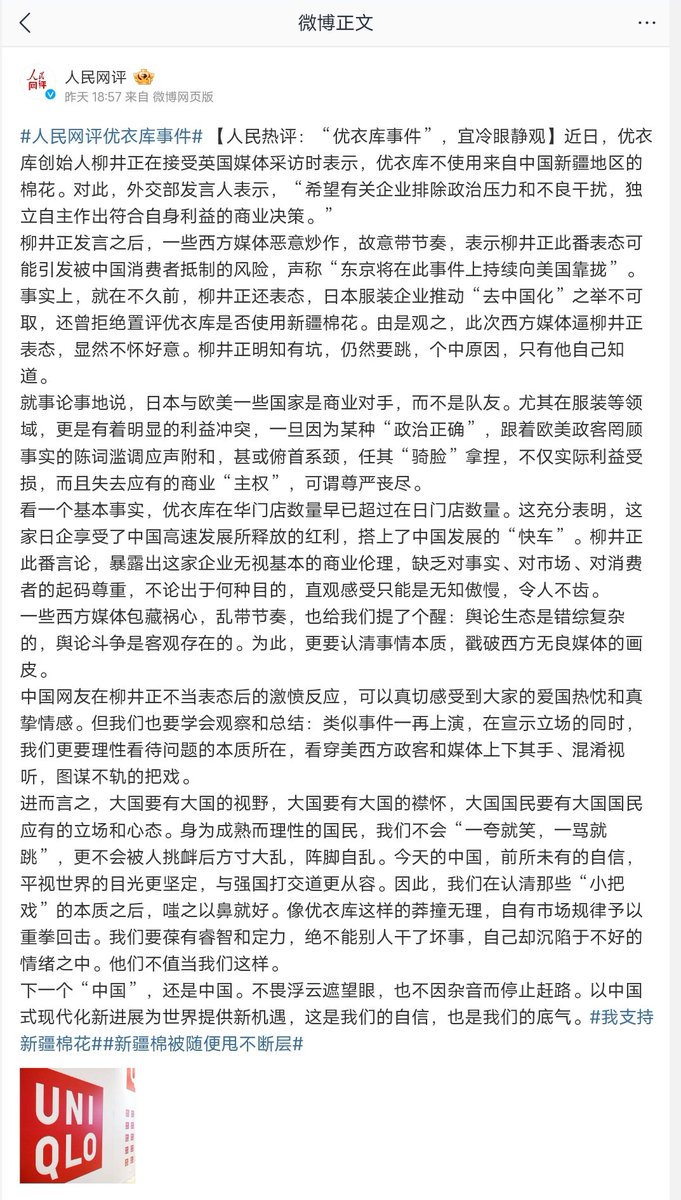 微博正文
人民网评
昨天 18:57 来自 微博网页版
#人民网评优衣库事件# 【人民热评：“优衣库事件”，宜冷眼静观】近日，优衣
库创始人柳井正在接受英国媒体采访时表示，优衣库不使用来自中国新疆地区的
棉花。对此，外交部发言人表示，“希望有关企业排除政治压力和不良干扰，独
立自主作出符合自身利益的商业决策。”
柳井正发言之后，一些西方媒体恶意炒作，故意带节奏，表示柳井正此番表态可
能引发被中国消费者抵制的风险，声称“东京将在此事件上持续向美国靠拢”。
事实上，就在不久前，柳井正还表态，日本服装企业推动“去中国化”之举不可
取，还曾拒绝置评优衣库是否使用新疆棉花。由是观之，此次西方媒体逼柳井正
表态，显然不怀好意。柳井正明知有坑，仍然要跳，个中原因，只有他自己知
道。
就事论事地说，日本与欧美一些国家是商业对手，而不是队友。尤其在服装等领
域，更是有着明显的利益冲突，一旦因为某种“政治正确”，跟着欧美政客罔顾
事实的陈词滥调应声附和，甚或俯首系颈，任其“骑脸”拿捏，不仅实际利益受
损，而且失去应有的商业“主权”，可谓尊严丧尽。
看一个基本事实，优衣库在华门店数量早已超过在日门店数量。这充分表明，这
家日企享受了中国高速发展所释放的红利，搭上了中国发展的“快车”。柳井正
此番言论，暴露出这家企业无视基本的商业伦理，缺乏对事实、对市场、对消费
者的起码尊重，不论出于何种目的，直观感受只能是无知傲慢，令人不齿。
一些西方媒体包藏祸心，乱带节奏，也给我们提了个醒：舆论生态是错综复杂
的，舆论斗争是客观存在的。为此，更要认清事情本质，戳破西方无良媒体的画
皮。
中国网友在柳井正不当表态后的激愤反应，可以真切感受到大家的爱国热忱和真
挚情感。但我们也要学会观察和总结：类似事件一再上演，在宣示立场的同时，
我们更要理性看待问题的本质所在，看穿美西方政客和媒体上下其手、混淆视
听，图谋不轨的把戏。
进而言之，大国要有大国的视野，大国要有大国的襟怀，大国国民要有大国国民
应有的立场和心态。身为成熟而理性的国民，我们不会“一夸就笑，一骂就
跳”，更不会被人挑衅后方寸大乱，阵脚自乱。今天的中国，前所未有的自信，
平视世界的目光更坚定，与强国打交道更从容。因此，我们在认清那些“小把
戏”的本质之后，嗤之以鼻就好。像优衣库这样的莽撞无理，自有市场规律予以
重拳回击。我们要葆有睿智和定力，绝不能别人干了坏事，自己却沉陷于不好的
情绪之中。他们不值当我们这样。
下一个“中国”，还是中国。不畏浮云遮望眼，也不因杂音而停止赶路。以中国
式现代化新进展为世界提供新机遇，这是我们的自信，也是我们的底气。#我支持
新疆棉花##新疆棉被随便甩不断层#
UNI
QLO